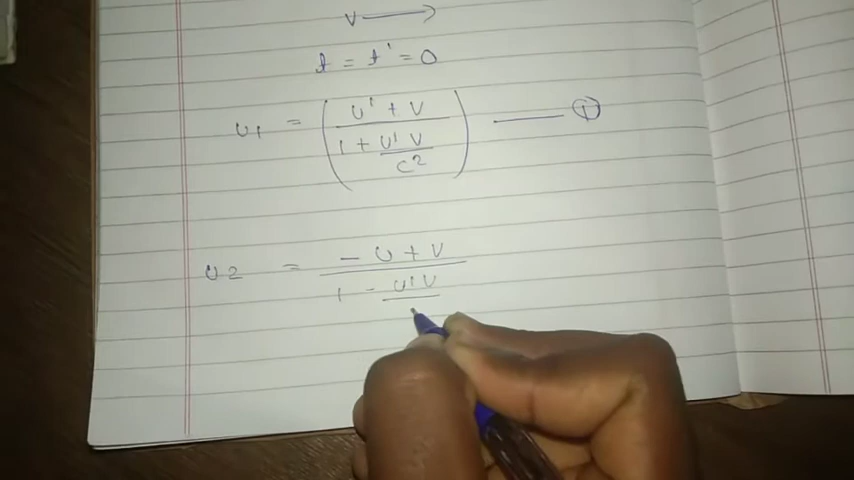 v →
t = t' = 0
u1 = ( u' + v / 1 + u' v / c² ) — ①
u2 = - u + v / 1 - u' v /